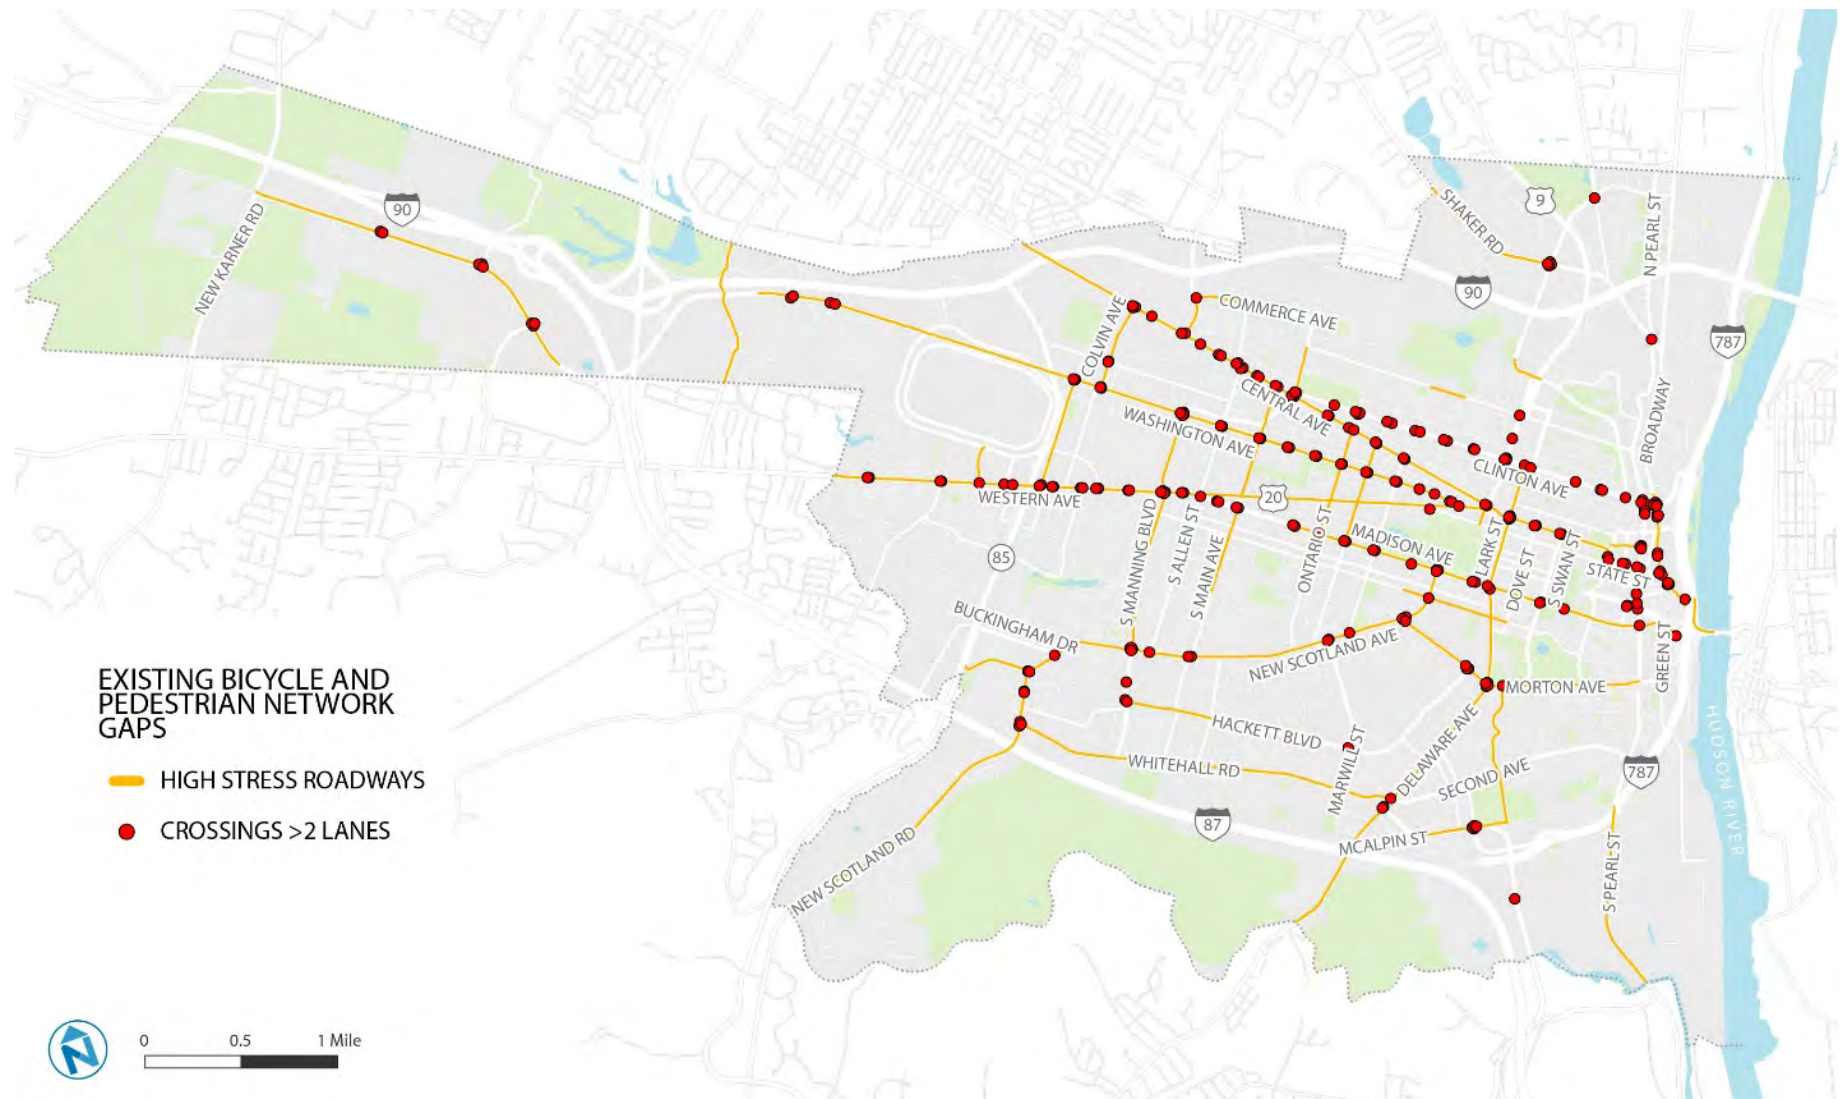 EXISTING BICYCLE AND
PEDESTRIAN NETWORK
GAPS
HIGH STRESS ROADWAYS
CROSSINGS >2 LANES
0 0.5 1 Mile
N
NEW KARNER RD
90
SHAKER RD
9
N PEARL ST
90
787
COLVIN AVE
COMMERCE AVE
CENTRAL AVE
WASHINGTON AVE
BROADWAY
CLINTON AVE
WESTERN AVE
20
85
S MANNING BLVD
S ALLEN ST
S MAIN AVE
ONTARIO ST
MADISON AVE
LARK ST
DOVE ST
S SWAN ST
STATE ST
BUCKINGHAM DR
NEW SCOTLAND AVE
GREEN ST
MORTON AVE
HACKETT BLVD
WHITEHALL RD
MARWILL ST
DELAWARE AVE
SECOND AVE
787
HUDSON RIVER
87
MCALPIN ST
NEW SCOTLAND RD
S PEARL ST